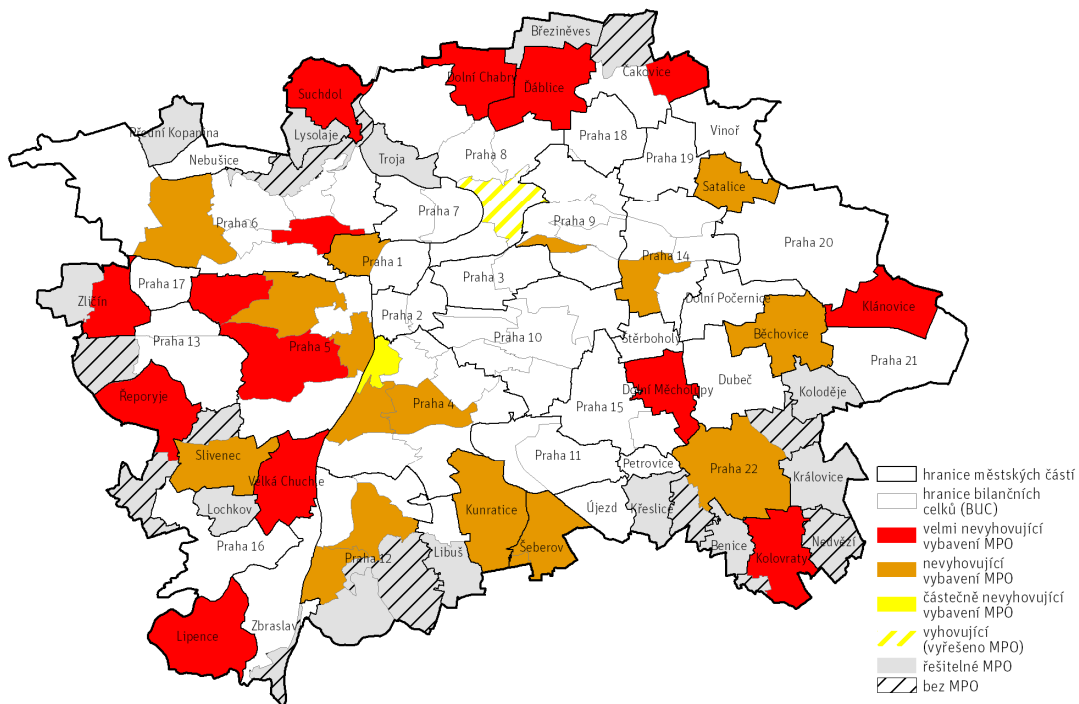 Březiněves
Dolní Chabry
Čakovice
Ďáblice
Suchdol
Přední Kopanina
Lysolaje
Praha 18
Vinoř
Nebušice
Troja
Praha 8
Praha 19
Satalice
Praha 6
Praha 7
Praha 9
Praha 20
Praha 1
Praha 14
Praha 3
Praha 17
Zličín
Dolní Počernice
Klánovice
Praha 2
Praha 13
Praha 5
Praha 10
Štěrboholy
Běchovice
Praha 21
Dubeč
Řeporyje
Dolní Měcholupy
Koloděje
Praha 4
Praha 15
Slivenec
Praha 11
Petrovice
Praha 22
Velká Chuchle
Královice
Lochkov
Kunratice
Újezd
Křeslice
Praha 16
Praha 12
Libuš
Šeberov
Benice
Nedvězí
Kolovraty
Zbraslav
Lipence
hranice městských částí
hranice bilančních
celků (BUC)
velmi nevyhovující
vybavení MPO
nevyhovující
vybavení MPO
částečně nevyhovující
vybavení MPO
vyhovující
(vyřešeno MPO)
řešitelné MPO
bez MPO